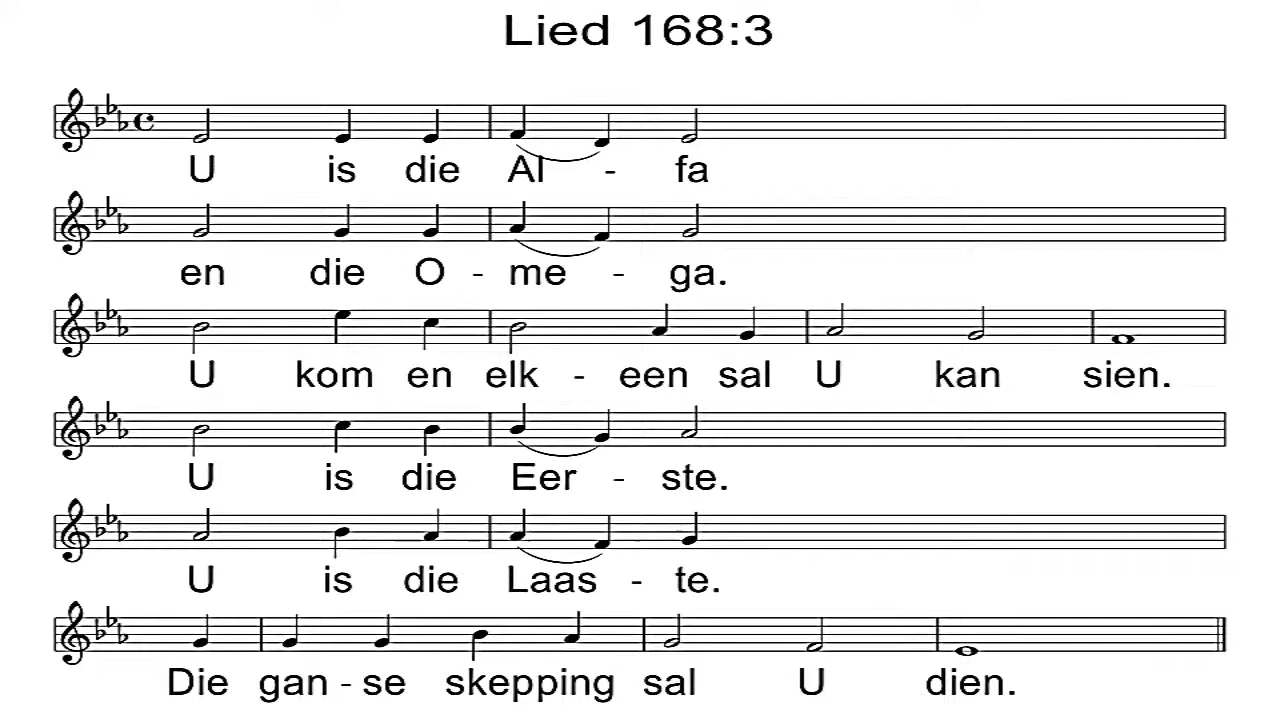 Lied 168:3
U is die Al - fa
en die O - me - ga.
U kom en elk - een sal U kan sien.
U is die Eer - ste.
U is die Laas - te.
Die gan - se skepping sal U dien.